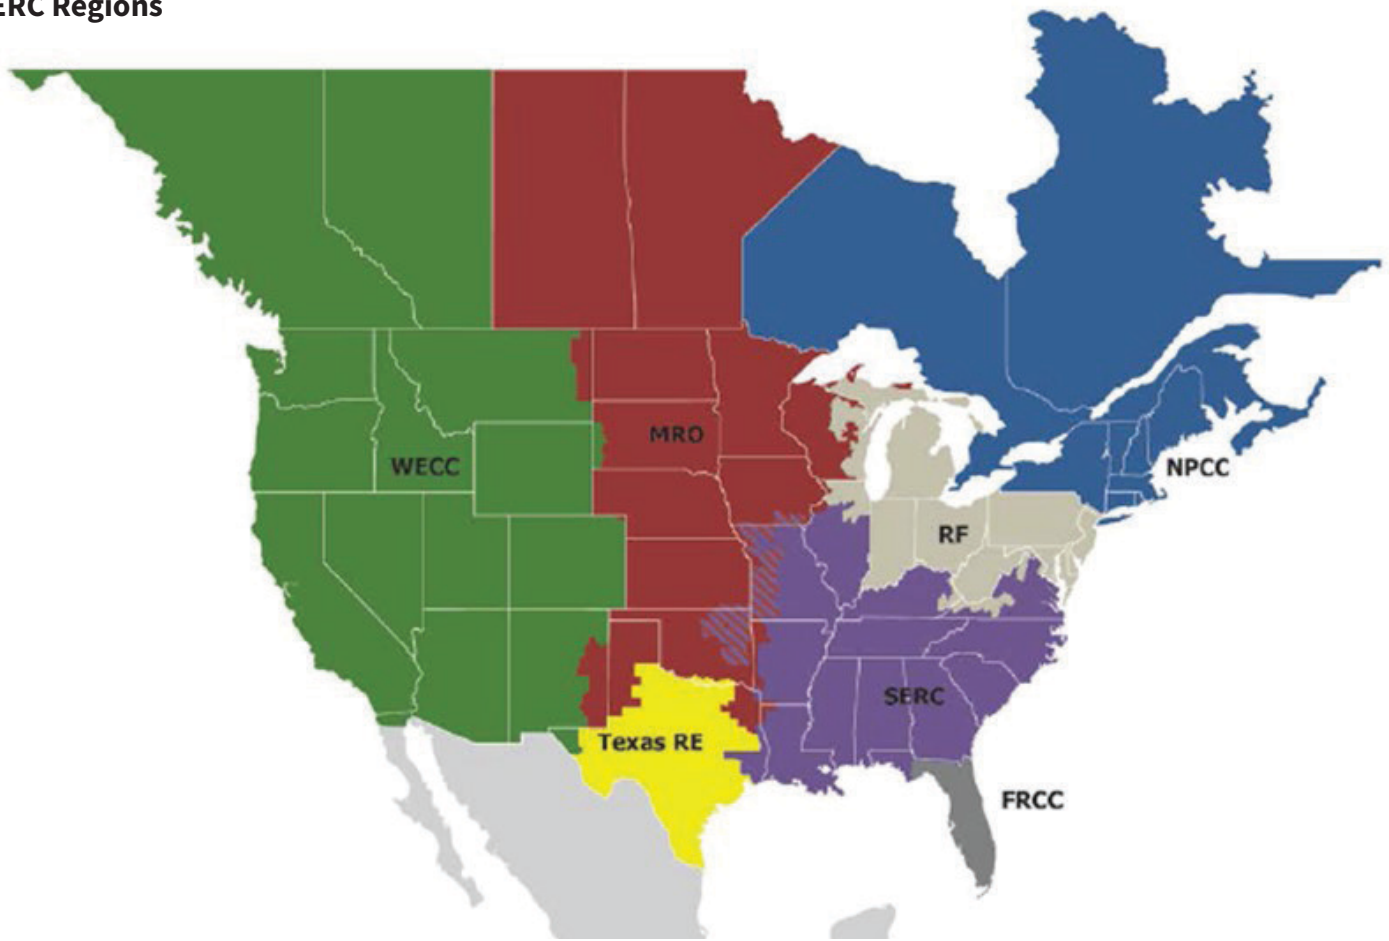 ERC Regions
MRO
WECC
NPCC
RF
SERC
Texas RE
FRCC